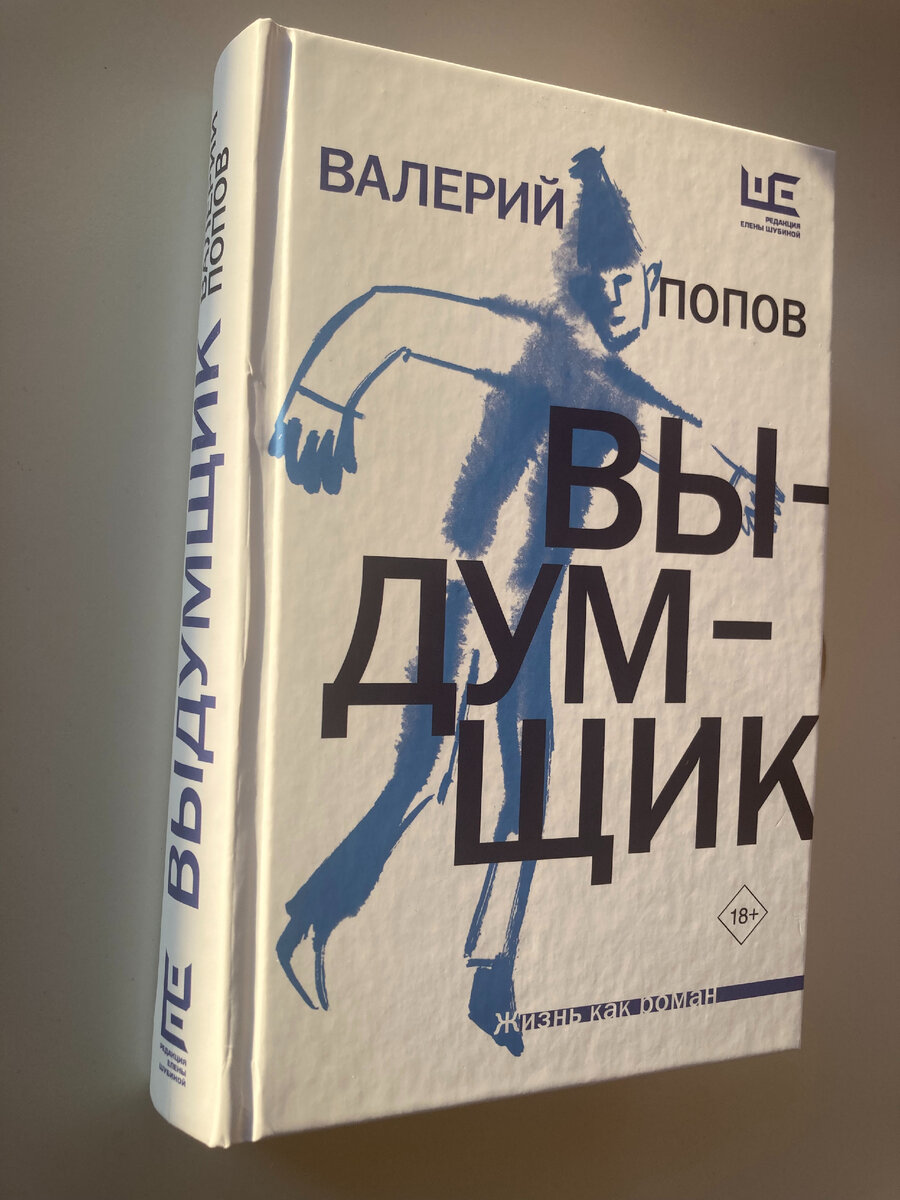 ВАЛЕРИЙ
ПОПОВ
РЕДАКЦИЯ
ЕЛЕНЫ ШУБИНОЙ
ВЫ-
ДУМ-
ЩИК
18+
Жизнь как роман
ВАЛЕРИЙ
ПОПОВ
ВЫДУМЩИК
РЕДАКЦИЯ
ЕЛЕНЫ
ШУБИНОЙ